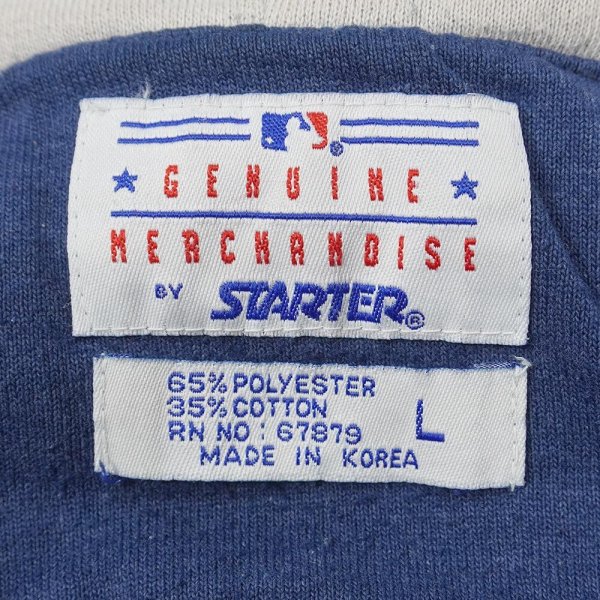 GENUINE
MERCHANDISE
BY STARTER®
65% POLYESTER
35% COTTON
RN NO: 67879 L
MADE IN KOREA